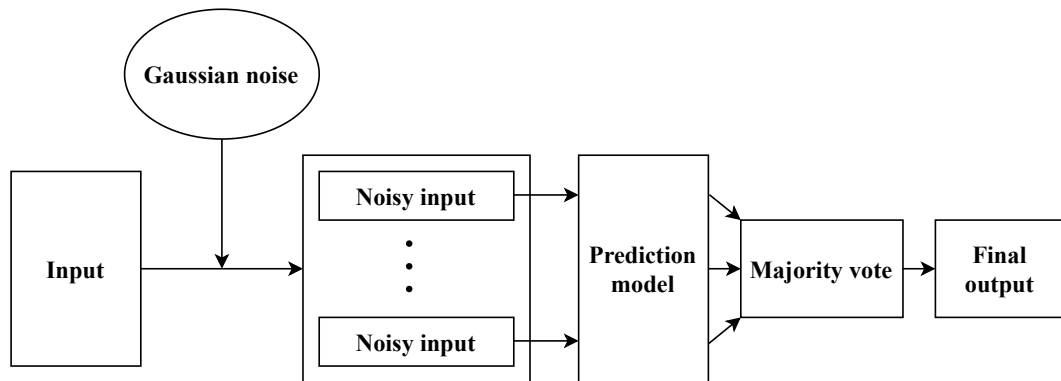 Gaussian noise
Input
Noisy input
Noisy input
Prediction
model
Majority vote
Final
output